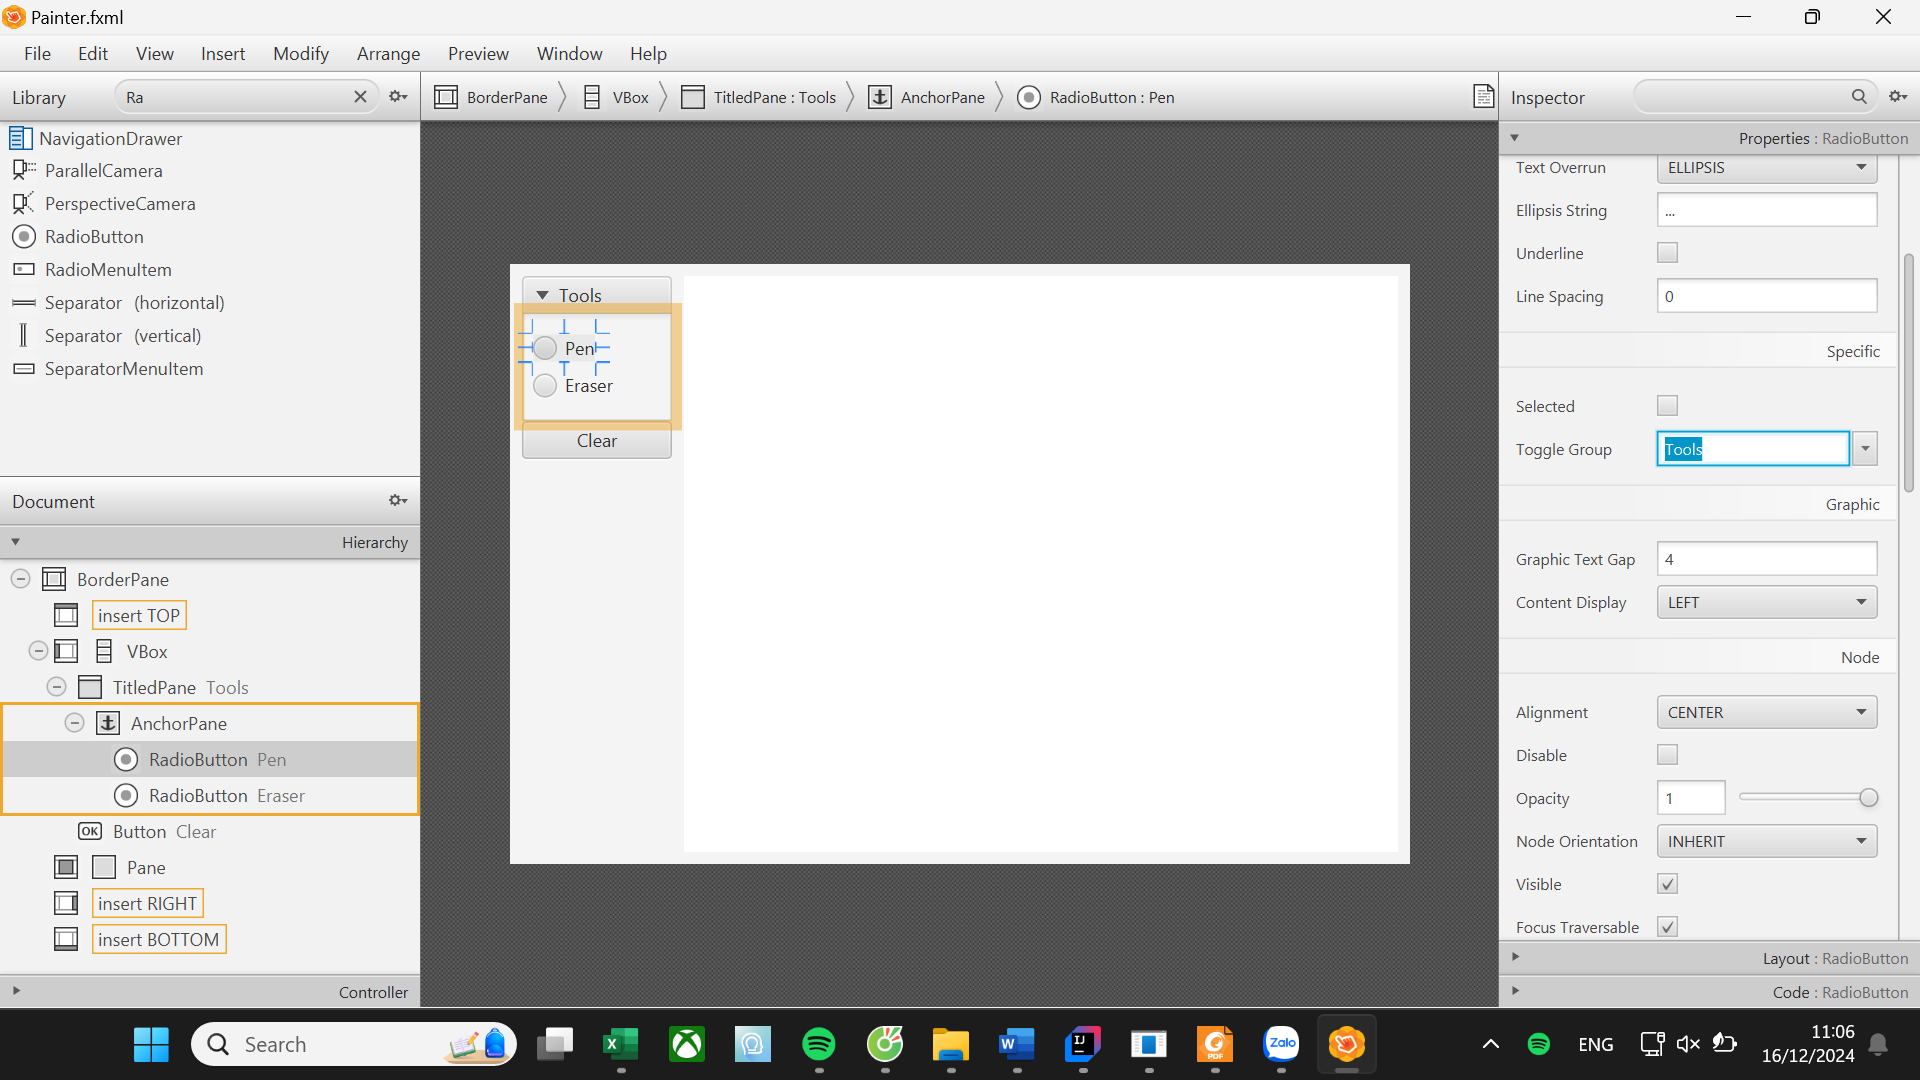 Painter.fxml
File Edit View Insert Modify Arrange Preview Window Help
Library Ra
BorderPane VBox TitledPane : Tools AnchorPane RadioButton : Pen
Inspector
NavigationDrawer
ParallelCamera
PerspectiveCamera
RadioButton
RadioMenuItem
Separator (horizontal)
Separator (vertical)
SeparatorMenuItem
Document
Hierarchy
BorderPane
insert TOP
VBox
TitledPane Tools
AnchorPane
RadioButton Pen
RadioButton Eraser
OK Button Clear
Pane
insert RIGHT
insert BOTTOM
Controller
Tools
Pen
Eraser
Clear
Properties : RadioButton
Text Overrun ELLIPSIS
Ellipsis String ...
Underline
Line Spacing 0
Specific
Selected
Toggle Group Tools
Graphic
Graphic Text Gap 4
Content Display LEFT
Node
Alignment CENTER
Disable
Opacity 1
Node Orientation INHERIT
Visible
Focus Traversable
Layout : RadioButton
Code : RadioButton
Search
X
W
IJ
PDF
Zalo
ENG
11:06
16/12/2024